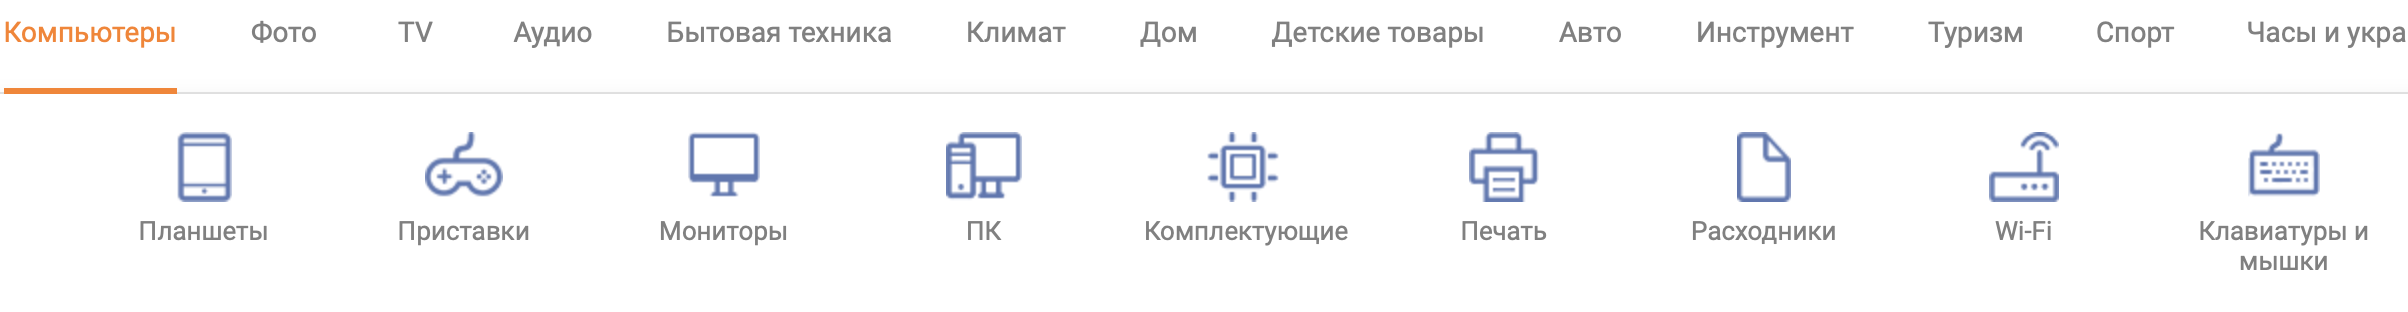 Компьютеры Фото TV Аудио Бытовая техника Климат Дом Детские товары Авто Инструмент Туризм Спорт Часы и укра
Планшеты Приставки Мониторы ПК Комплектующие Печать Расходники Wi-Fi Клавиатуры и
мышки